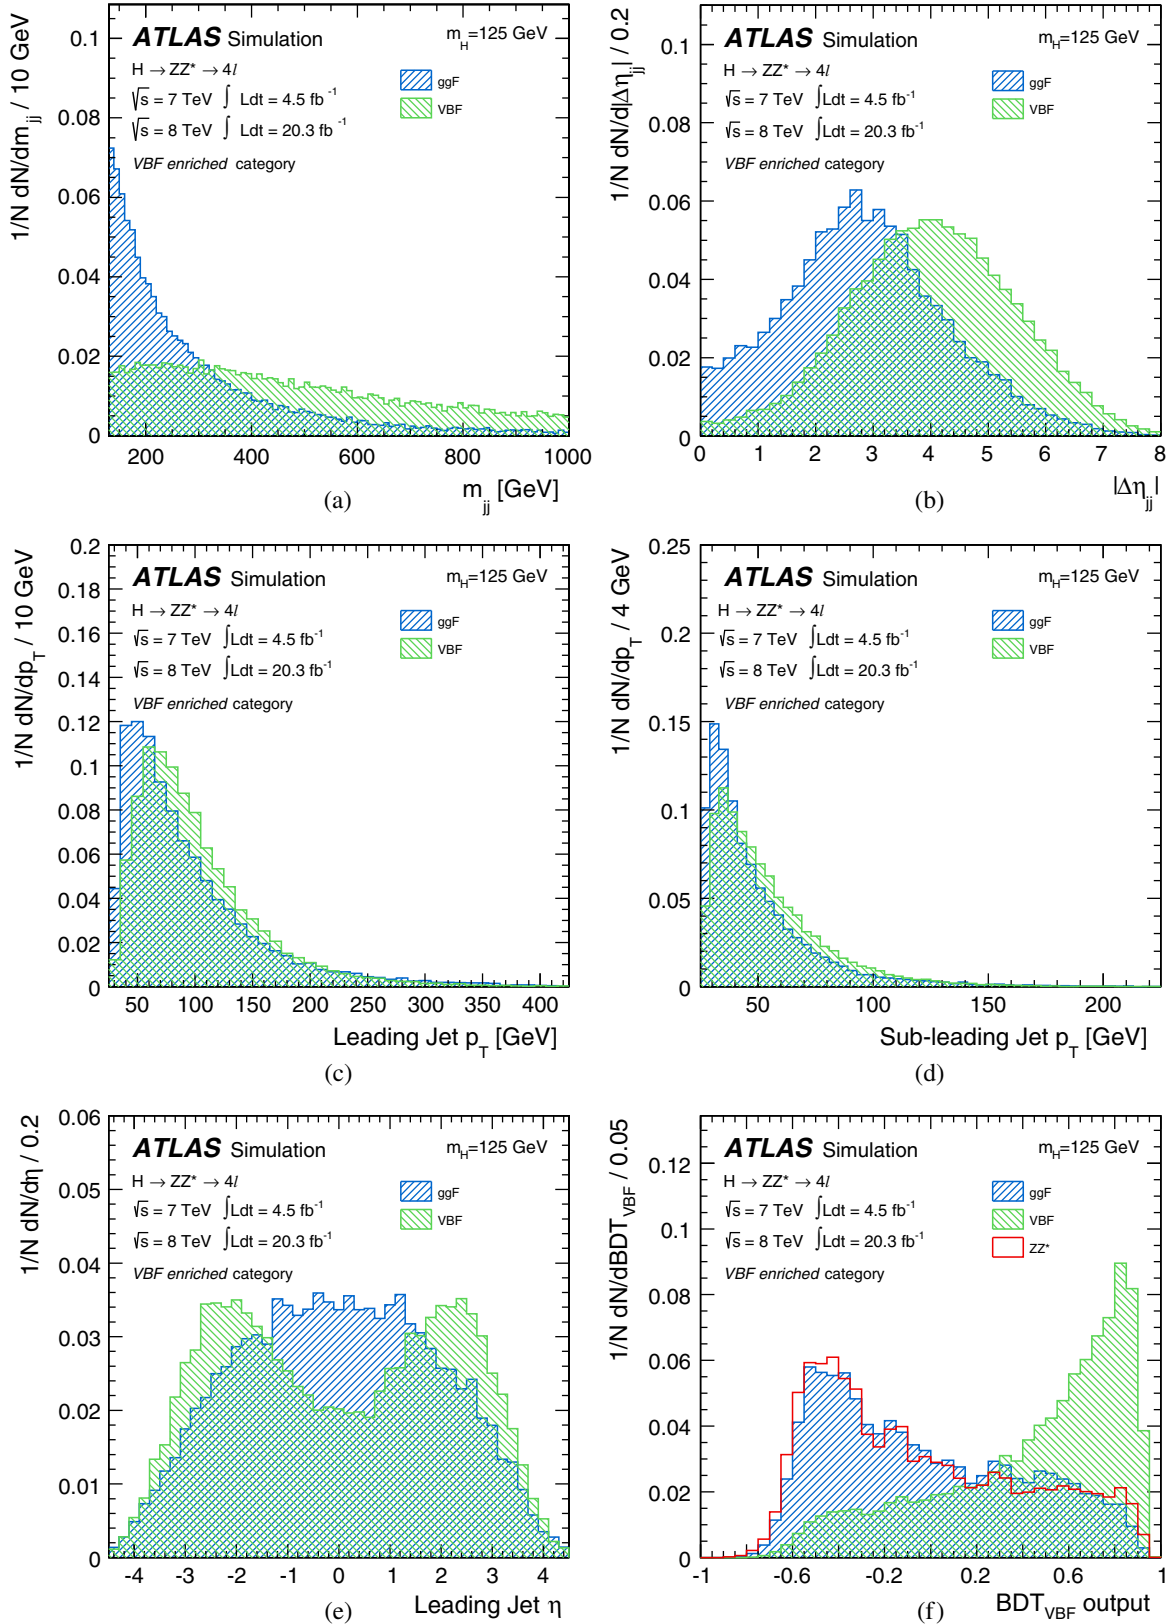 ATLAS Simulation
m_H=125 GeV
H → ZZ* → 4l
√s = 7 TeV ∫ Ldt = 4.5 fb⁻¹
√s = 8 TeV ∫ Ldt = 20.3 fb⁻¹
VBF enriched category
ggF
VBF
1/N dN/dm_jj / 10 GeV
0.1
0.08
0.06
0.04
0.02
0
200 400 600 800 1000
m_jj [GeV]
(a)
ATLAS Simulation
m_H=125 GeV
H → ZZ* → 4l
√s = 7 TeV ∫ Ldt = 4.5 fb⁻¹
√s = 8 TeV ∫Ldt = 20.3 fb⁻¹
VBF enriched category
ggF
VBF
1/N dN/d|Δη_jj| / 0.2
0.1
0.08
0.06
0.04
0.02
0
0 1 2 3 4 5 6 7 8
|Δη_jj|
(b)
ATLAS Simulation
m_H=125 GeV
H → ZZ* → 4l
√s = 7 TeV ∫Ldt = 4.5 fb⁻¹
√s = 8 TeV ∫Ldt = 20.3 fb⁻¹
VBF enriched category
ggF
VBF
1/N dN/dp_T / 10 GeV
0.2
0.18
0.16
0.14
0.12
0.1
0.08
0.06
0.04
0.02
0
50 100 150 200 250 300 350 400
Leading Jet p_T [GeV]
(c)
ATLAS Simulation
m_H=125 GeV
H → ZZ* → 4l
√s = 7 TeV ∫Ldt = 4.5 fb⁻¹
√s = 8 TeV ∫Ldt = 20.3 fb⁻¹
VBF enriched category
ggF
VBF
1/N dN/dp_T / 4 GeV
0.25
0.2
0.15
0.1
0.05
0
50 100 150 200
Sub-leading Jet p_T [GeV]
(d)
ATLAS Simulation
m_H=125 GeV
H → ZZ* → 4l
√s = 7 TeV ∫Ldt = 4.5 fb⁻¹
√s = 8 TeV ∫Ldt = 20.3 fb⁻¹
VBF enriched category
ggF
VBF
1/N dN/dη / 0.2
0.06
0.05
0.04
0.03
0.02
0.01
0
-4 -3 -2 -1 0 1 2 3 4
Leading Jet η
(e)
ATLAS Simulation
m_H=125 GeV
H → ZZ* → 4l
√s = 7 TeV ∫Ldt = 4.5 fb⁻¹
√s = 8 TeV ∫Ldt = 20.3 fb⁻¹
VBF enriched category
ggF
VBF
ZZ*
1/N dN/dBDT_VBF / 0.05
0.12
0.1
0.08
0.06
0.04
0.02
0
-1 -0.6 -0.2 0.2 0.6 1
BDT_VBF output
(f)